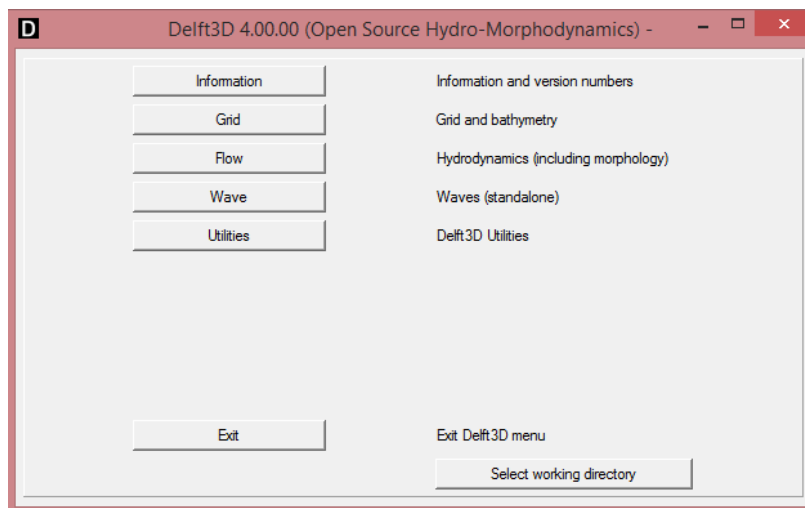 D Delft3D 4.00.00 (Open Source Hydro-Morphodynamics) -
Information Information and version numbers
Grid Grid and bathymetry
Flow Hydrodynamics (including morphology)
Wave Waves (standalone)
Utilities Delft3D Utilities
Exit Exit Delft3D menu
Select working directory